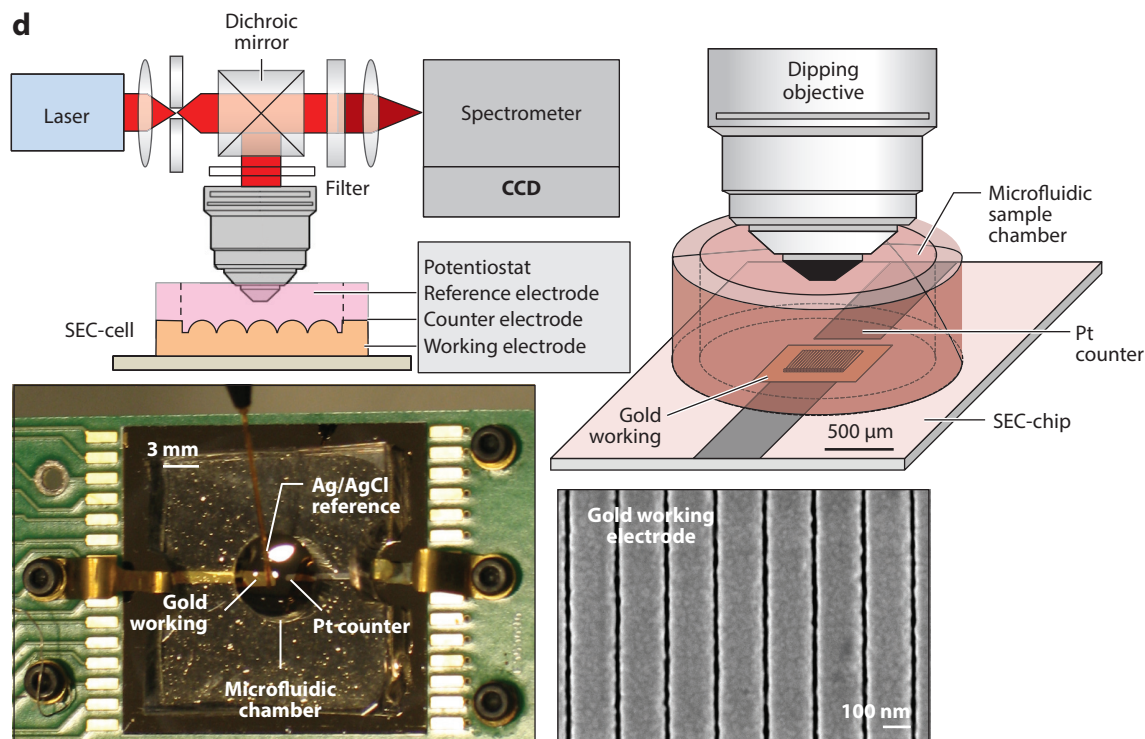 d
Dichroic
mirror
Laser
Spectrometer
CCD
Filter
Potentiostat
Reference electrode
Counter electrode
Working electrode
SEC-cell
Dipping
objective
Microfluidic
sample
chamber
Pt
counter
Gold
working
500 μm
SEC-chip
3 mm
Ag/AgCl
reference
Gold
working
Pt counter
Microfluidic
chamber
Gold working
electrode
100 nm